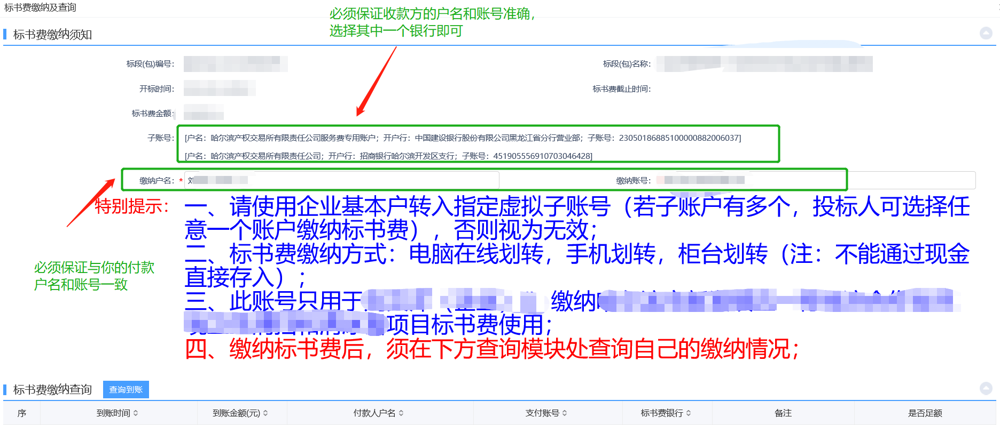 标书费缴纳及查询
必须保证收款方的户名和账号准确，
选择其中一个银行即可
标书费缴纳须知
标段(包)编号：
标段(包)名称：
开标时间：
标书费截止时间：
标书费金额：
子账号：
[户名：哈尔滨产权交易所有限责任公司服务费专用账户；开户行：中国建设银行股份有限公司黑龙江省分行营业部；子账号：23050186885100000882006037]
[户名：哈尔滨产权交易所有限责任公司；开户行：招商银行哈尔滨开发区支行；子账号：451905556910703046428]
缴纳户名：*
缴纳账号：
特别提示：
一、请使用企业基本户转入指定虚拟子账号（若子账户有多个，投标人可选择任
意一个账户缴纳标书费），否则视为无效；
二、标书费缴纳方式：电脑在线划转，手机划转，柜台划转（注：不能通过现金
直接存入）；
三、此账号只用于 缴纳
项目标书费使用；
四、缴纳标书费后，须在下方查询模块处查询自己的缴纳情况；
必须保证与你的付款
户名和账号一致
标书费缴纳查询 查询到账
序 到账时间 到账金额(元) 付款人户名 支付账号 标书费银行 备注 是否足额